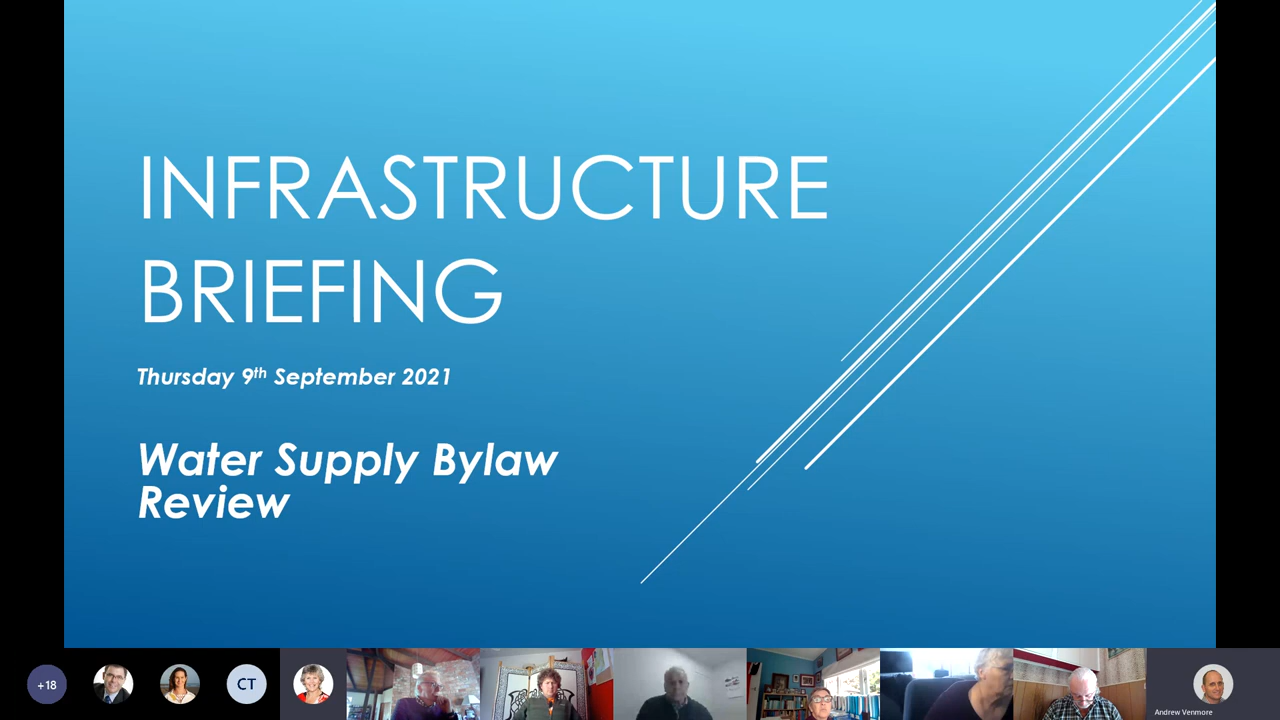 INFRASTRUCTURE
BRIEFING
Thursday 9th September 2021
Water Supply Bylaw
Review
+18
CT
Andrew Venmore